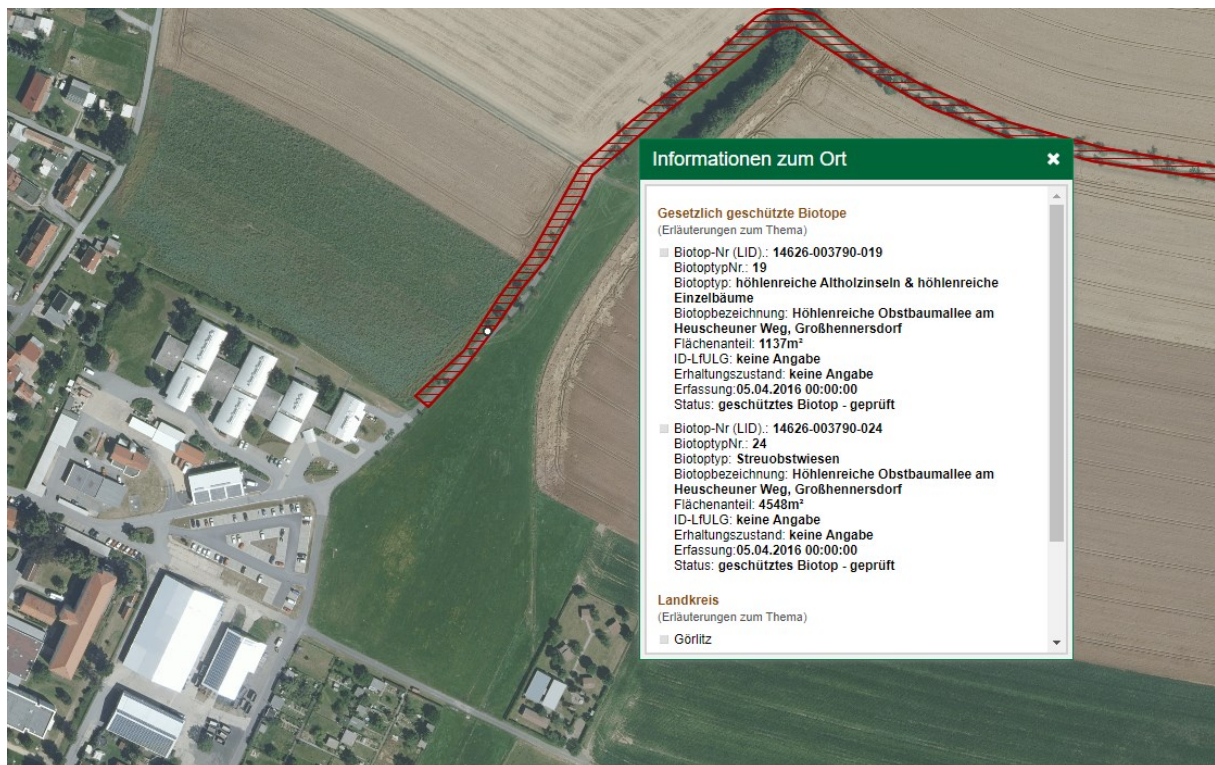 Informationen zum Ort
Gesetzlich geschützte Biotope
(Erläuterungen zum Thema)
Biotop-Nr (LID).: 14626-003790-019
BiotoptypNr.: 19
Biotoptyp: höhlenreiche Altholzinseln & höhlenreiche
Einzelbäume
Biotopbezeichnung: Höhlenreiche Obstbaumallee am
Heuscheuner Weg, Großhennersdorf
Flächenanteil: 1137m²
ID-LfULG: keine Angabe
Erhaltungszustand: keine Angabe
Erfassung:05.04.2016 00:00:00
Status: geschütztes Biotop - geprüft
Biotop-Nr (LID).: 14626-003790-024
BiotoptypNr.: 24
Biotoptyp: Streuobstwiesen
Biotopbezeichnung: Höhlenreiche Obstbaumallee am
Heuscheuner Weg, Großhennersdorf
Flächenanteil: 4548m²
ID-LfULG: keine Angabe
Erhaltungszustand: keine Angabe
Erfassung:05.04.2016 00:00:00
Status: geschütztes Biotop - geprüft
Landkreis
(Erläuterungen zum Thema)
Görlitz